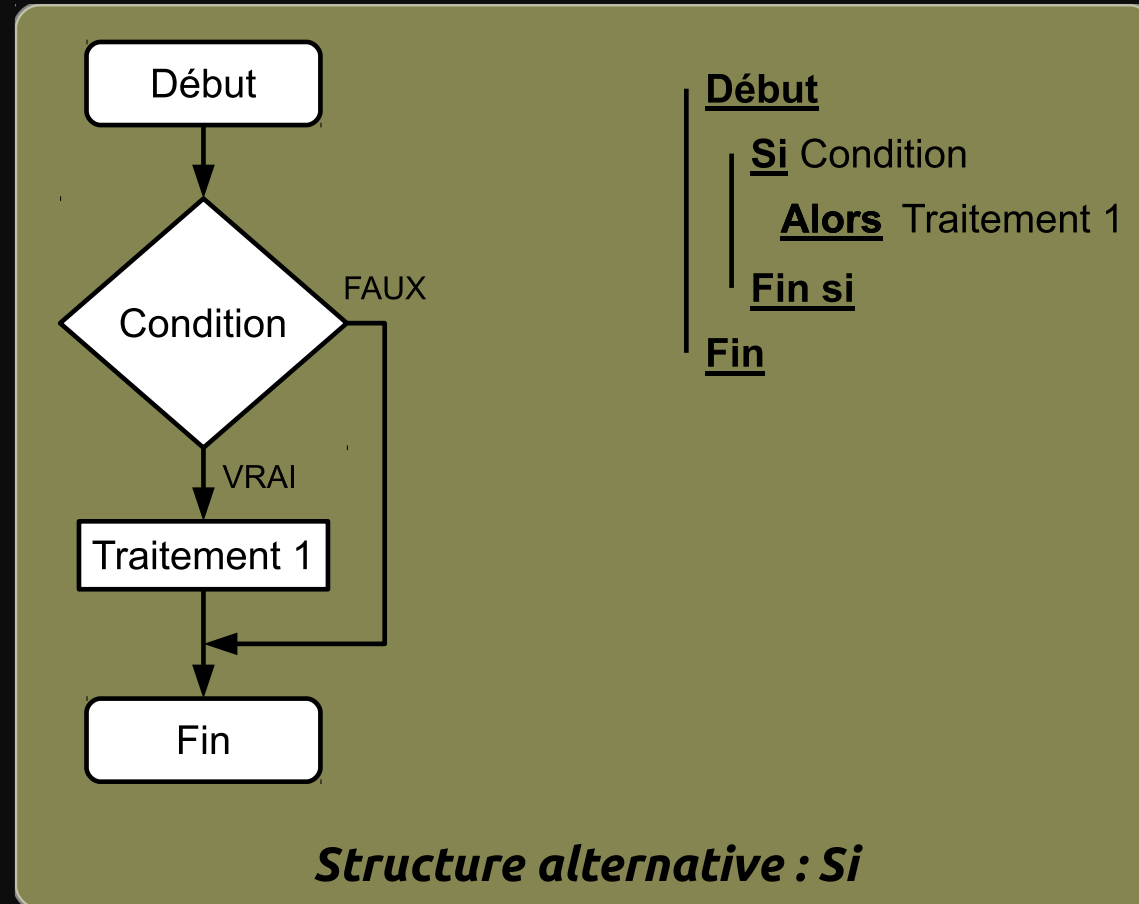 Début
Condition
FAUX
VRAI
Traitement 1
Fin
Début
Si Condition
Alors Traitement 1
Fin si
Fin
Structure alternative : Si